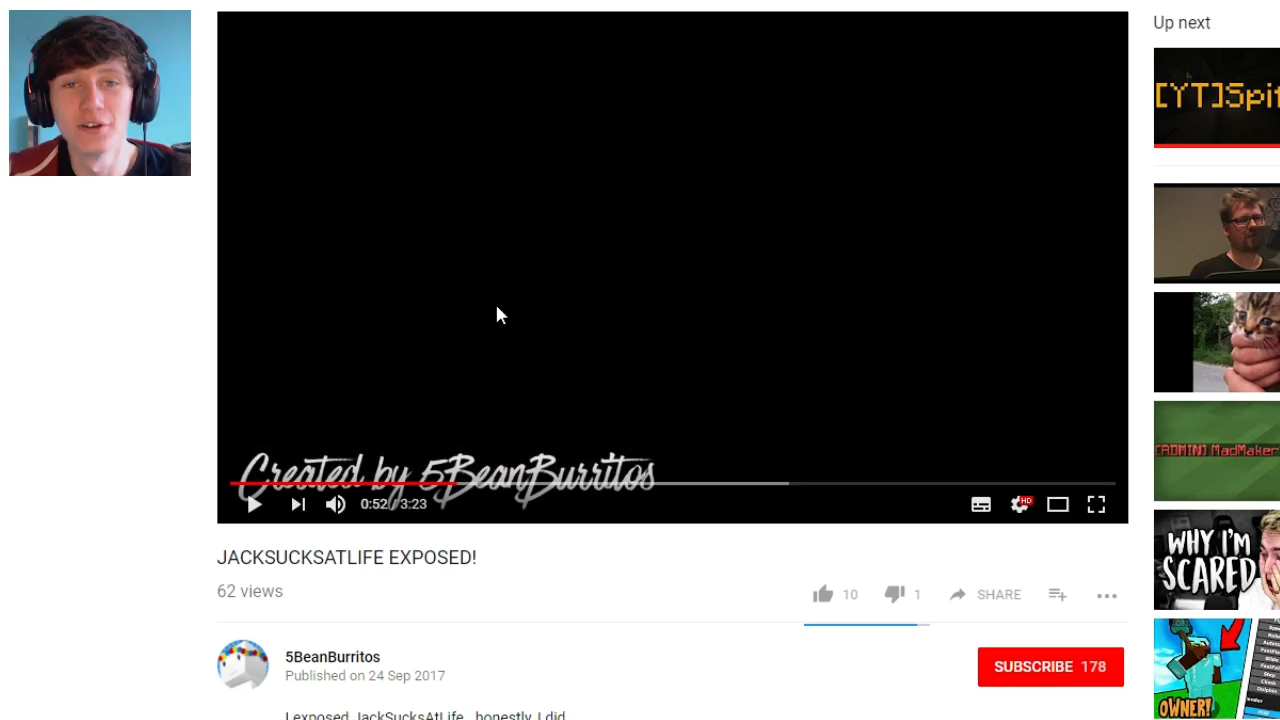 Up next
[YT]Spi
[ADMIN] MadMaker
WHY I'M
SCARED
OWNER!
Created by 5BeanBurritos
0:52 / 3:23
HD
JACKSUCKSATLIFE EXPOSED!
62 views
10
1
SHARE
5BeanBurritos
Published on 24 Sep 2017
SUBSCRIBE 178
I exposed JackSucksAtLife.. honestly I did